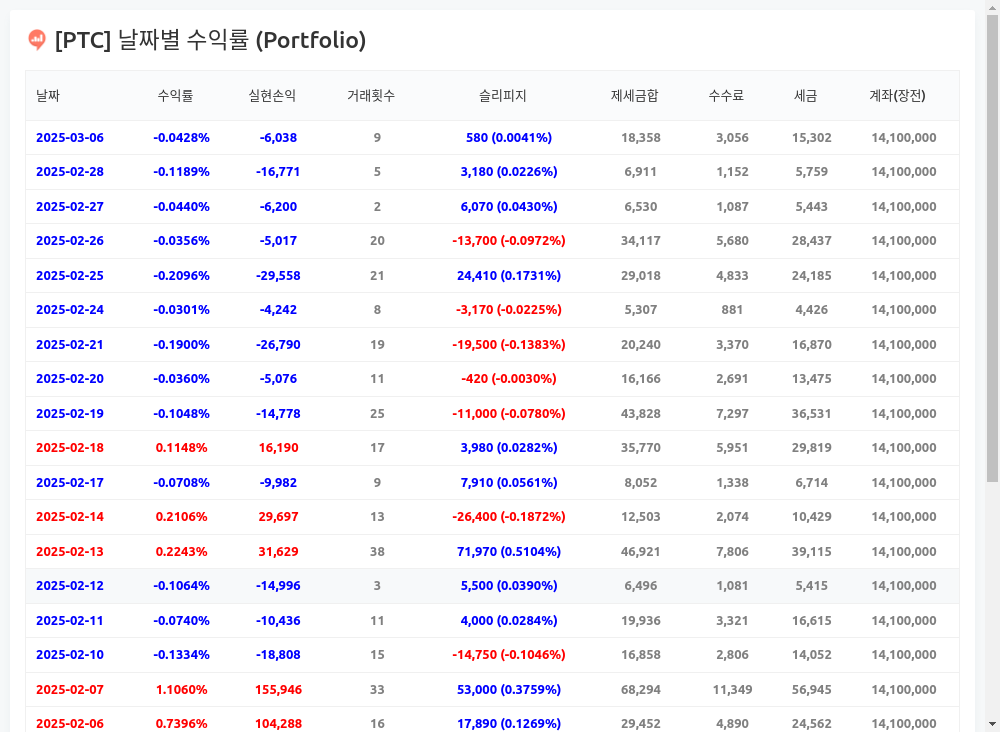 [PTC] 날짜별 수익률 (Portfolio)
날짜 수익률 실현손익 거래횟수 슬리피지 제세금합 수수료 세금 계좌(장전)
2025-03-06 -0.0428% -6,038 9 580 (0.0041%) 18,358 3,056 15,302 14,100,000
2025-02-28 -0.1189% -16,771 5 3,180 (0.0226%) 6,911 1,152 5,759 14,100,000
2025-02-27 -0.0440% -6,200 2 6,070 (0.0430%) 6,530 1,087 5,443 14,100,000
2025-02-26 -0.0356% -5,017 20 -13,700 (-0.0972%) 34,117 5,680 28,437 14,100,000
2025-02-25 -0.2096% -29,558 21 24,410 (0.1731%) 29,018 4,833 24,185 14,100,000
2025-02-24 -0.0301% -4,242 8 -3,170 (-0.0225%) 5,307 881 4,426 14,100,000
2025-02-21 -0.1900% -26,790 19 -19,500 (-0.1383%) 20,240 3,370 16,870 14,100,000
2025-02-20 -0.0360% -5,076 11 -420 (-0.0030%) 16,166 2,691 13,475 14,100,000
2025-02-19 -0.1048% -14,778 25 -11,000 (-0.0780%) 43,828 7,297 36,531 14,100,000
2025-02-18 0.1148% 16,190 17 3,980 (0.0282%) 35,770 5,951 29,819 14,100,000
2025-02-17 -0.0708% -9,982 9 7,910 (0.0561%) 8,052 1,338 6,714 14,100,000
2025-02-14 0.2106% 29,697 13 -26,400 (-0.1872%) 12,503 2,074 10,429 14,100,000
2025-02-13 0.2243% 31,629 38 71,970 (0.5104%) 46,921 7,806 39,115 14,100,000
2025-02-12 -0.1064% -14,996 3 5,500 (0.0390%) 6,496 1,081 5,415 14,100,000
2025-02-11 -0.0740% -10,436 11 4,000 (0.0284%) 19,936 3,321 16,615 14,100,000
2025-02-10 -0.1334% -18,808 15 -14,750 (-0.1046%) 16,858 2,806 14,052 14,100,000
2025-02-07 1.1060% 155,946 33 53,000 (0.3759%) 68,294 11,349 56,945 14,100,000
2025-02-06 0.7396% 104,288 16 17,890 (0.1269%) 29,452 4,890 24,562 14,100,000